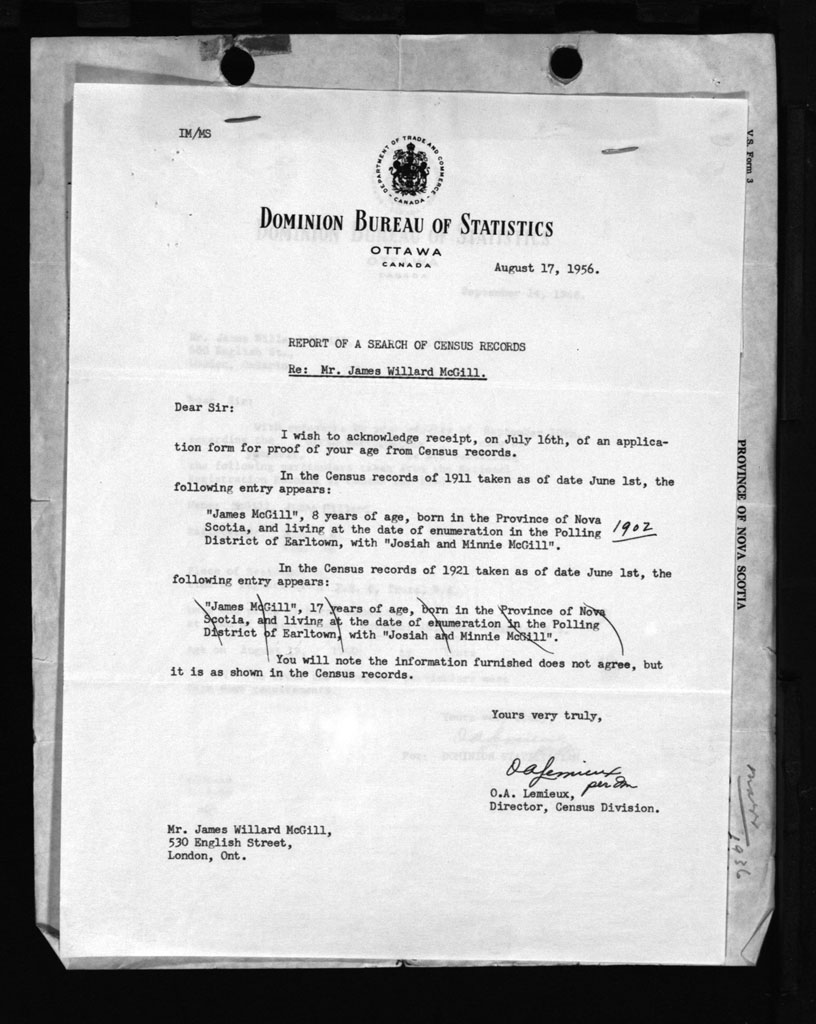 IM/MS
DEPARTMENT OF TRADE AND COMMERCE
CANADA
DOMINION BUREAU OF STATISTICS
OTTAWA
CANADA
August 17, 1956.
REPORT OF A SEARCH OF CENSUS RECORDS
Re: Mr. James Willard McGill.
Dear Sir:
I wish to acknowledge receipt, on July 16th, of an applica-
tion form for proof of your age from Census records.
In the Census records of 1911 taken as of date June 1st, the
following entry appears:
"James McGill", 8 years of age, born in the Province of Nova
Scotia, and living at the date of enumeration in the Polling
District of Earltown, with "Josiah and Minnie McGill".
1902
In the Census records of 1921 taken as of date June 1st, the
following entry appears:
"James McGill", 17 years of age, born in the Province of Nova
Scotia, and living at the date of enumeration in the Polling
District of Earltown, with "Josiah and Minnie McGill".
You will note the information furnished does not agree, but
it is as shown in the Census records.
Yours very truly,
O A Lemieux
per
O.A. Lemieux,
Director, Census Division.
Mr. James Willard McGill,
530 English Street,
London, Ont.
V.S. Form 3
PROVINCE OF NOVA SCOTIA
1936